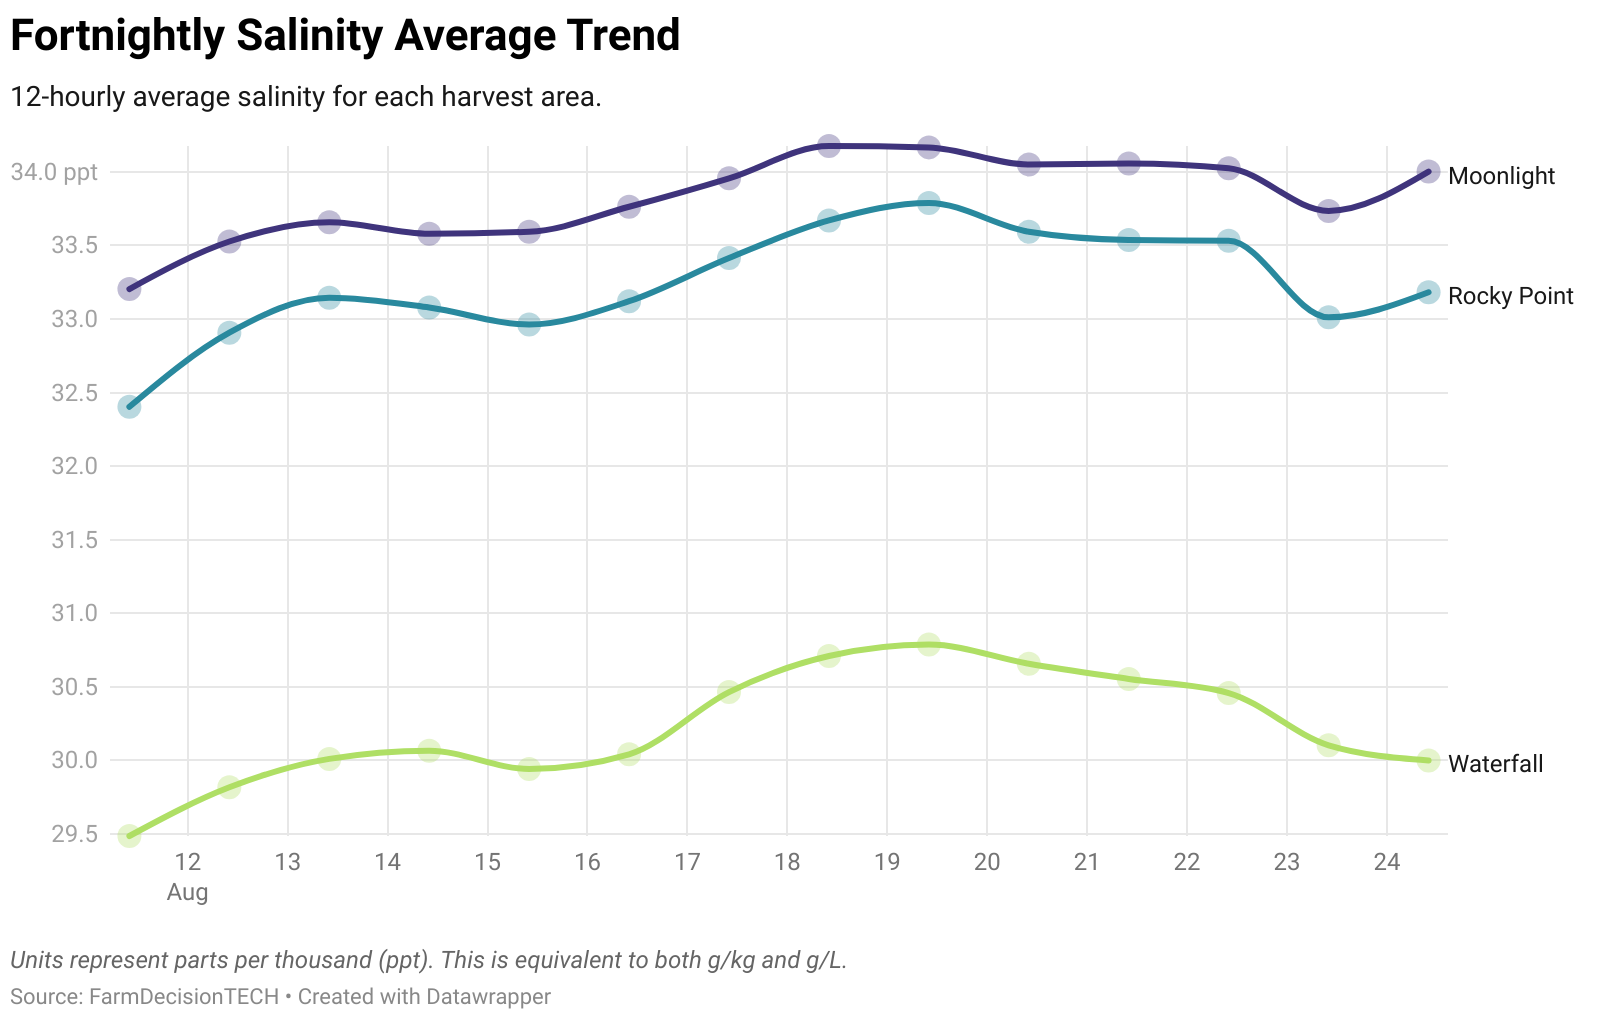 Fortnightly Salinity Average Trend
12-hourly average salinity for each harvest area.
34.0 ppt
33.5
33.0
32.5
32.0
31.5
31.0
30.5
30.0
29.5
Moonlight
Rocky Point
Waterfall
12 13 14 15 16 17 18 19 20 21 22 23 24
Aug
Units represent parts per thousand (ppt). This is equivalent to both g/kg and g/L.
Source: FarmDecisionTECH • Created with Datawrapper